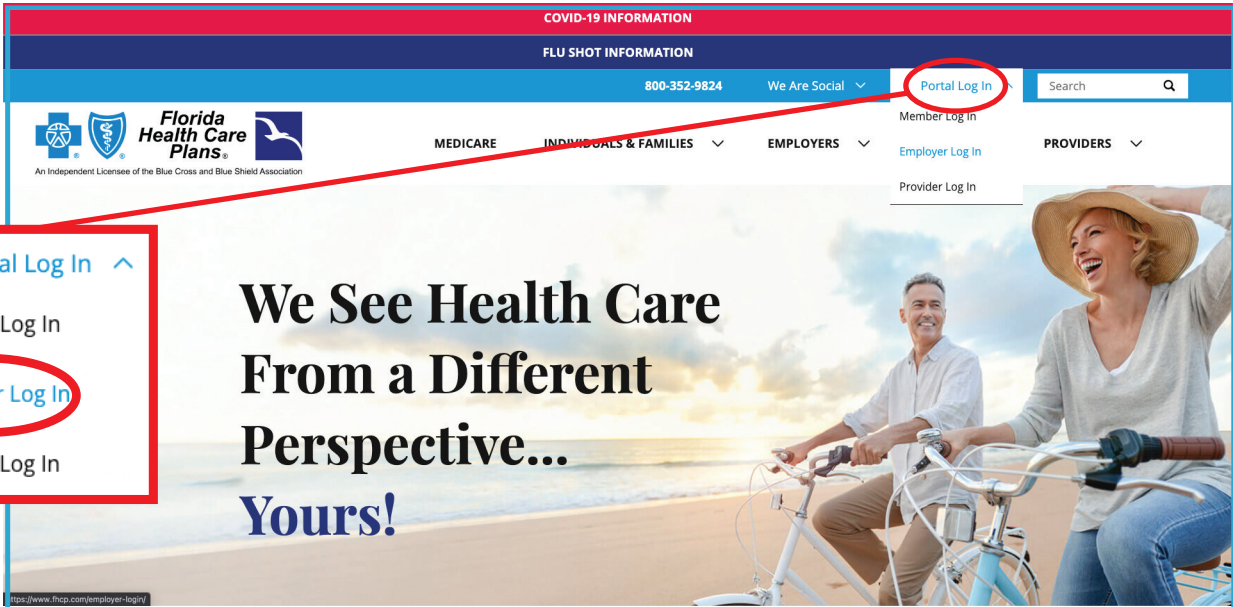 COVID-19 INFORMATION
FLU SHOT INFORMATION
800-352-9824 We Are Social Portal Log In Search
Member Log In
Employer Log In
Provider Log In
Florida
Health Care
Plans®
An Independent Licensee of the Blue Cross and Blue Shield Association
MEDICARE INDIVIDUALS & FAMILIES EMPLOYERS PROVIDERS
al Log In
Log In
r Log In
Log In
We See Health Care
From a Different
Perspective...
Yours!
https://www.fhcp.com/employer-login/